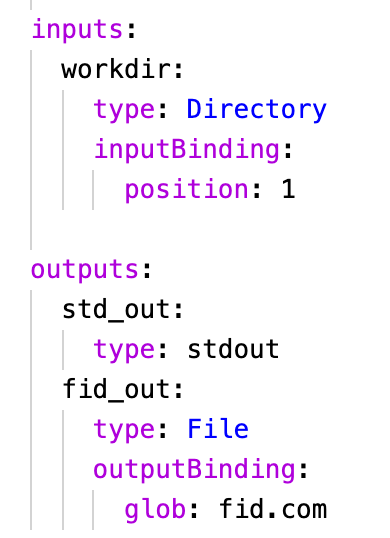 inputs:
  workdir:
    type: Directory
    inputBinding:
      position: 1

outputs:
  std_out:
    type: stdout
  fid_out:
    type: File
    outputBinding:
      glob: fid.com